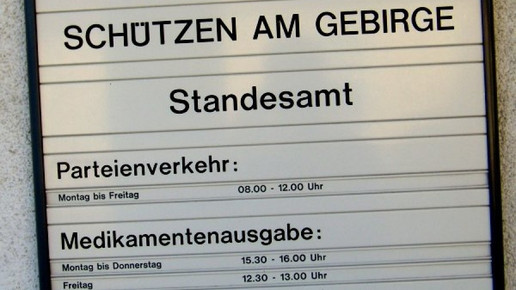 SCHÜTZEN AM GEBIRGE
Standesamt
Parteienverkehr:
Montag bis Freitag 08.00 - 12.00 Uhr
Medikamentenausgabe:
Montag bis Donnerstag 15.30 - 16.00 Uhr
Freitag 12.30 - 13.00 Uhr